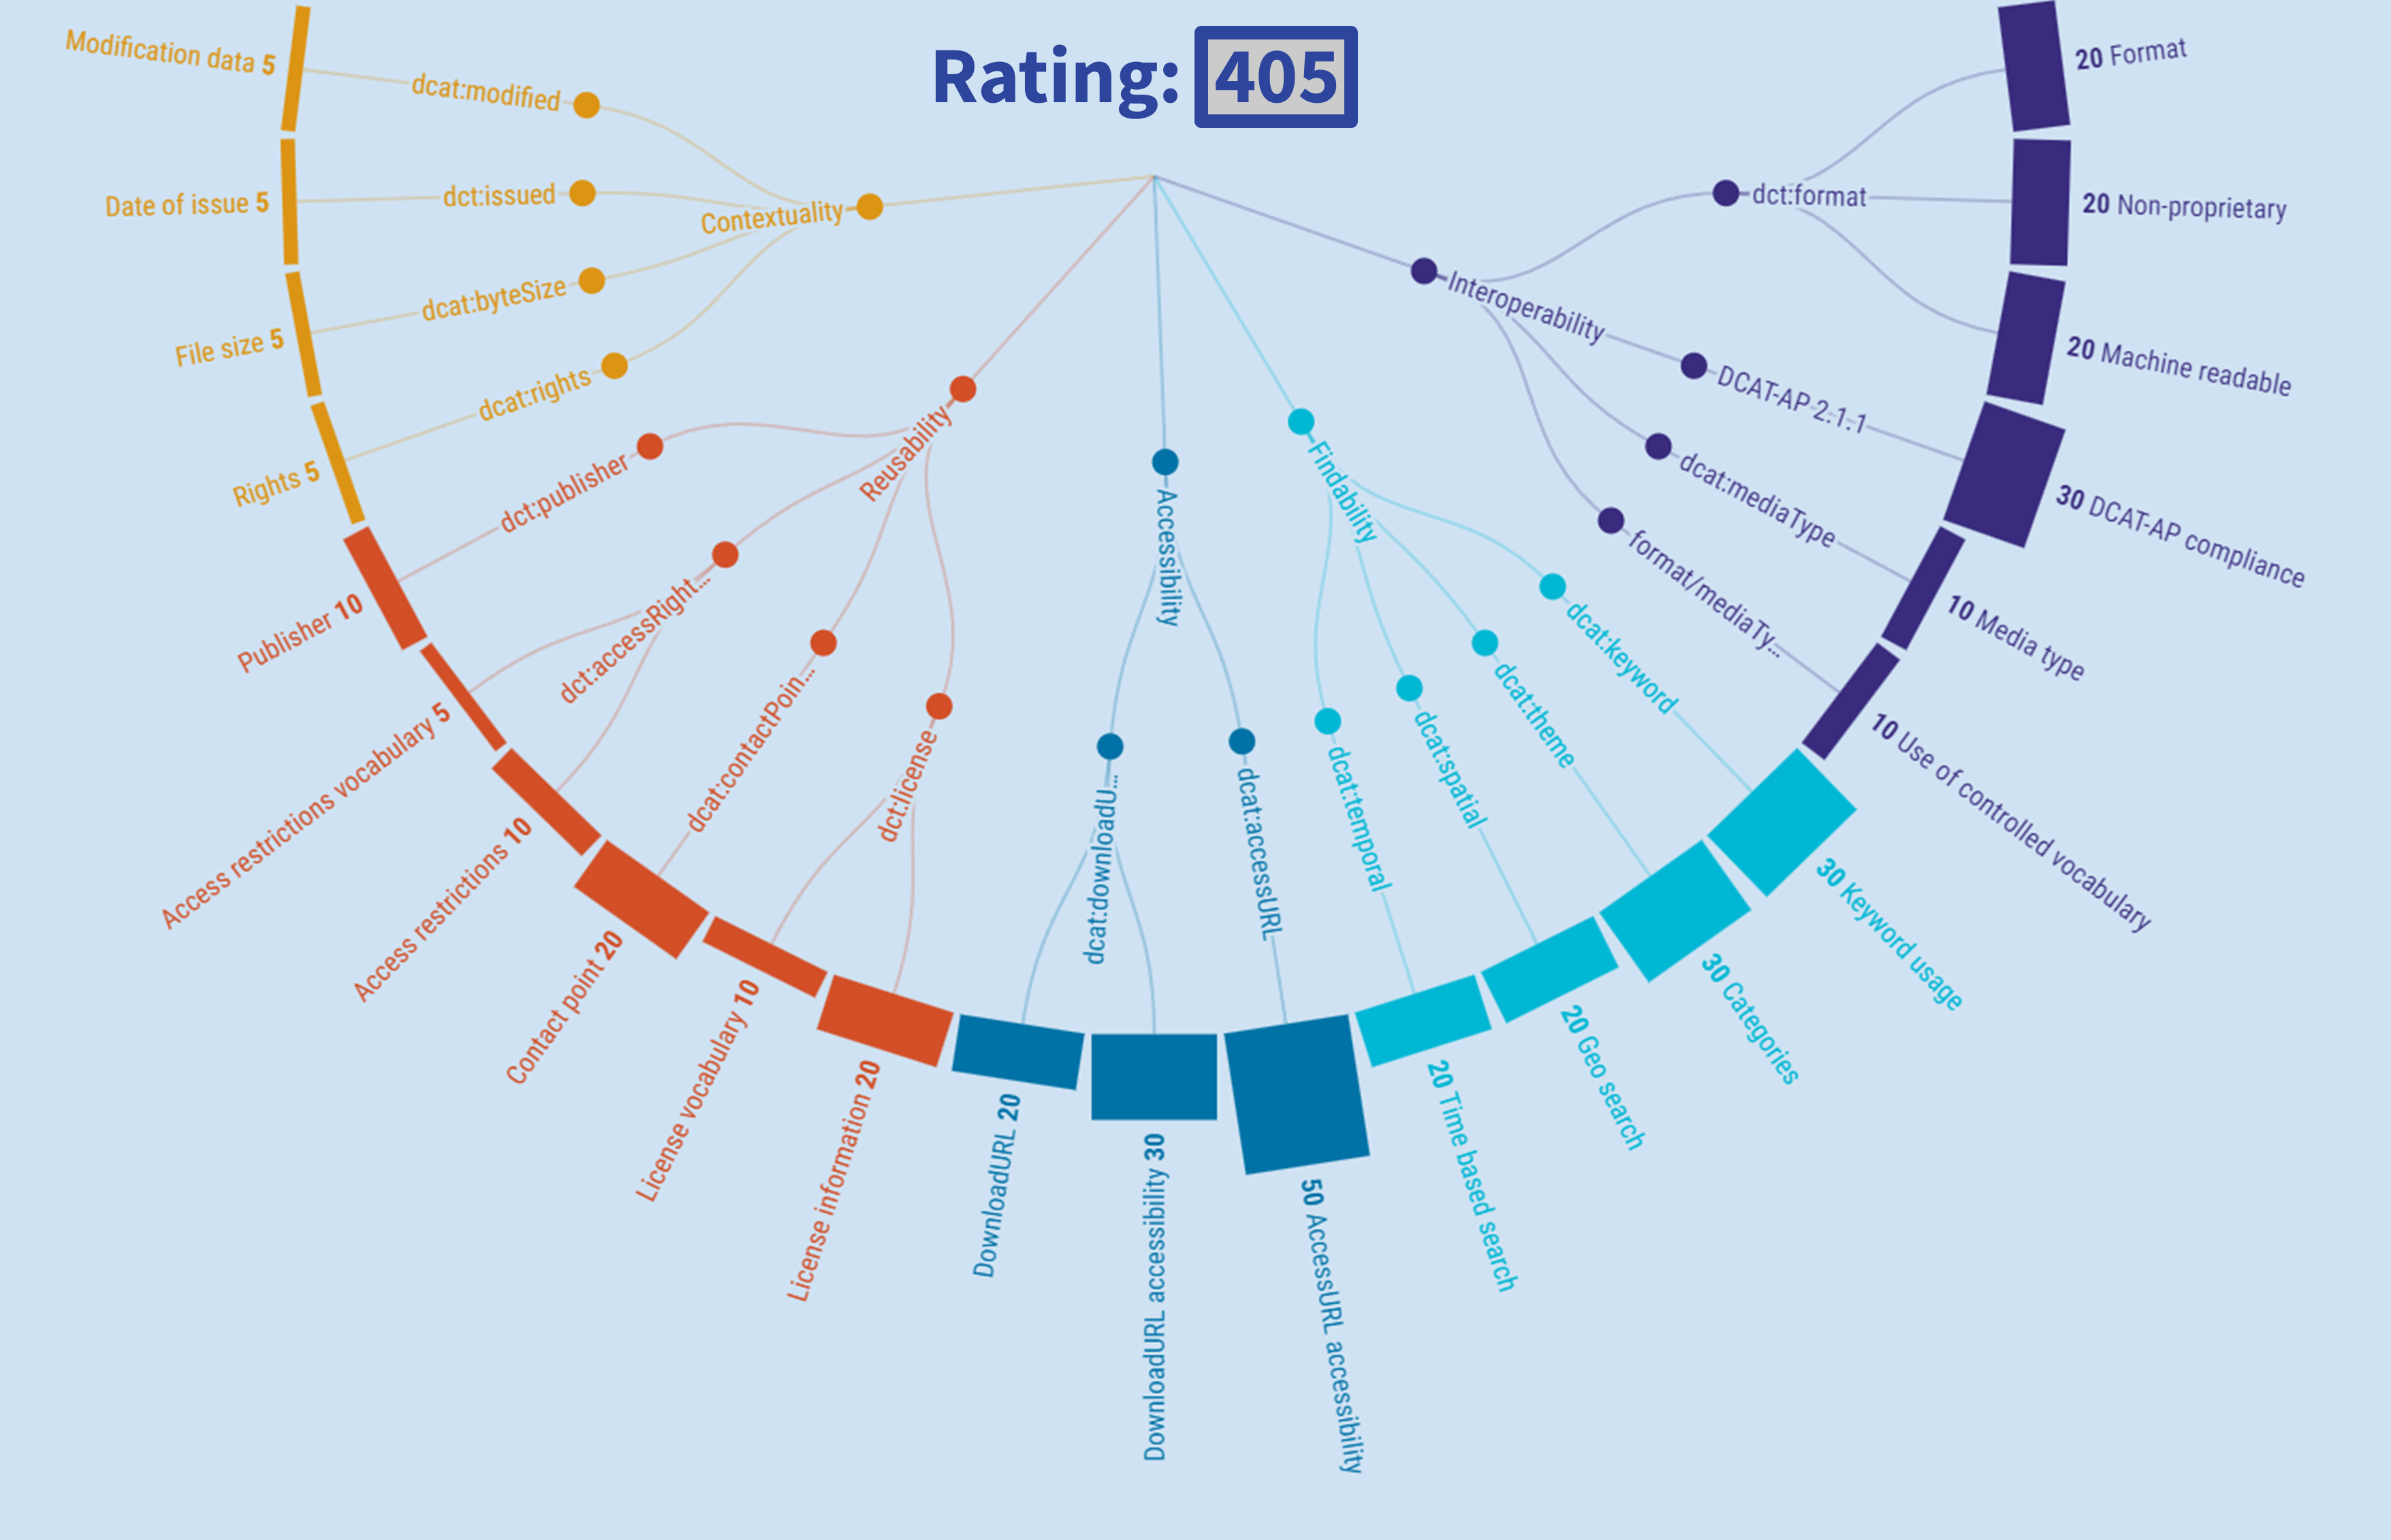 Rating: 405
Modification data 5
dcat:modified
Date of issue 5
dct:issued
Contextuality
File size 5
dcat:byteSize
Rights 5
dcat:rights
Reusability
Publisher 10
dct:publisher
Access restrictions vocabulary 5
dct:accessRight...
Access restrictions 10
Contact point 20
dcat:contactPoin...
License vocabulary 10
dct:license
License information 20
Accessibility
DownloadURL 20
dcat:downloadU...
DownloadURL accessibility 30
dcat:accessURL
50 AccessURL accessibility
Findability
dcat:temporal
20 Time based search
dcat:spatial
20 Geo search
dcat:theme
30 Categories
dcat:keyword
30 Keyword usage
Interoperability
format/mediaTy...
10 Use of controlled vocabulary
dcat:mediaType
10 Media type
DCAT-AP-2.1.1
30 DCAT-AP compliance
dct:format
20 Machine readable
20 Non-proprietary
20 Format